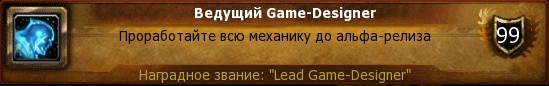 Ведущий Game-Designer
Проработайте всю механику до альфа-релиза
99
Наградное звание: "Lead Game-Designer"